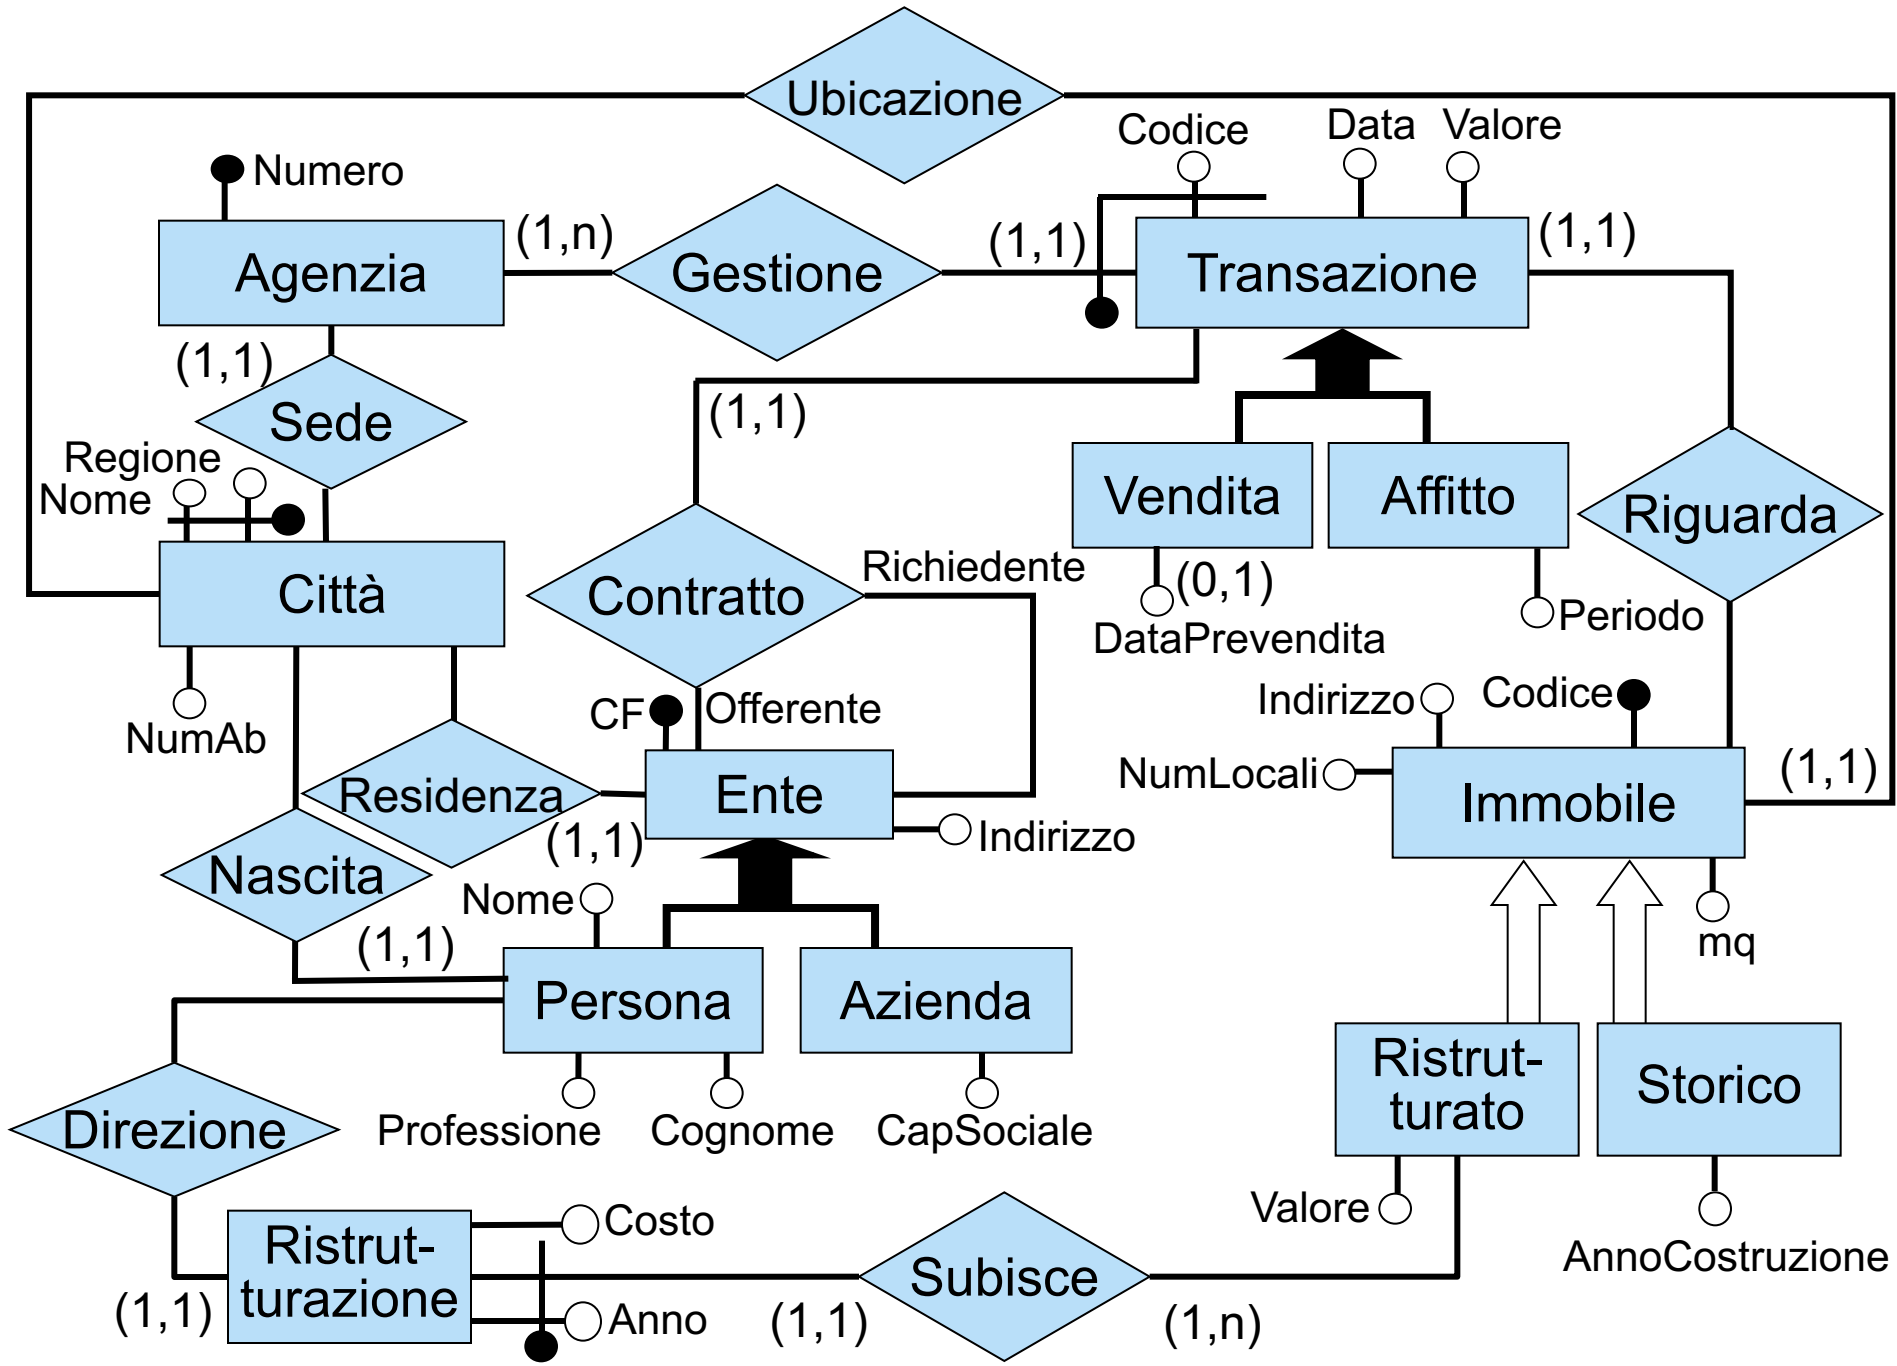 Ubicazione
Codice
Data
Valore
Numero
(1,n)
(1,1)
(1,1)
Agenzia
Gestione
Transazione
(1,1)
Sede
(1,1)
Regione
Nome
Vendita
Affitto
Riguarda
Richiedente
(0,1)
Città
Contratto
Periodo
DataPrevendita
Indirizzo
Codice
CF
Offerente
NumAb
NumLocali
(1,1)
Residenza
Ente
Immobile
(1,1)
Indirizzo
Nascita
Nome
mq
(1,1)
Persona
Azienda
Ristrut-
turato
Storico
Direzione
Professione
Cognome
CapSociale
Valore
Costo
AnnoCostruzione
Ristrut-
turazione
Subisce
(1,1)
Anno
(1,1)
(1,n)